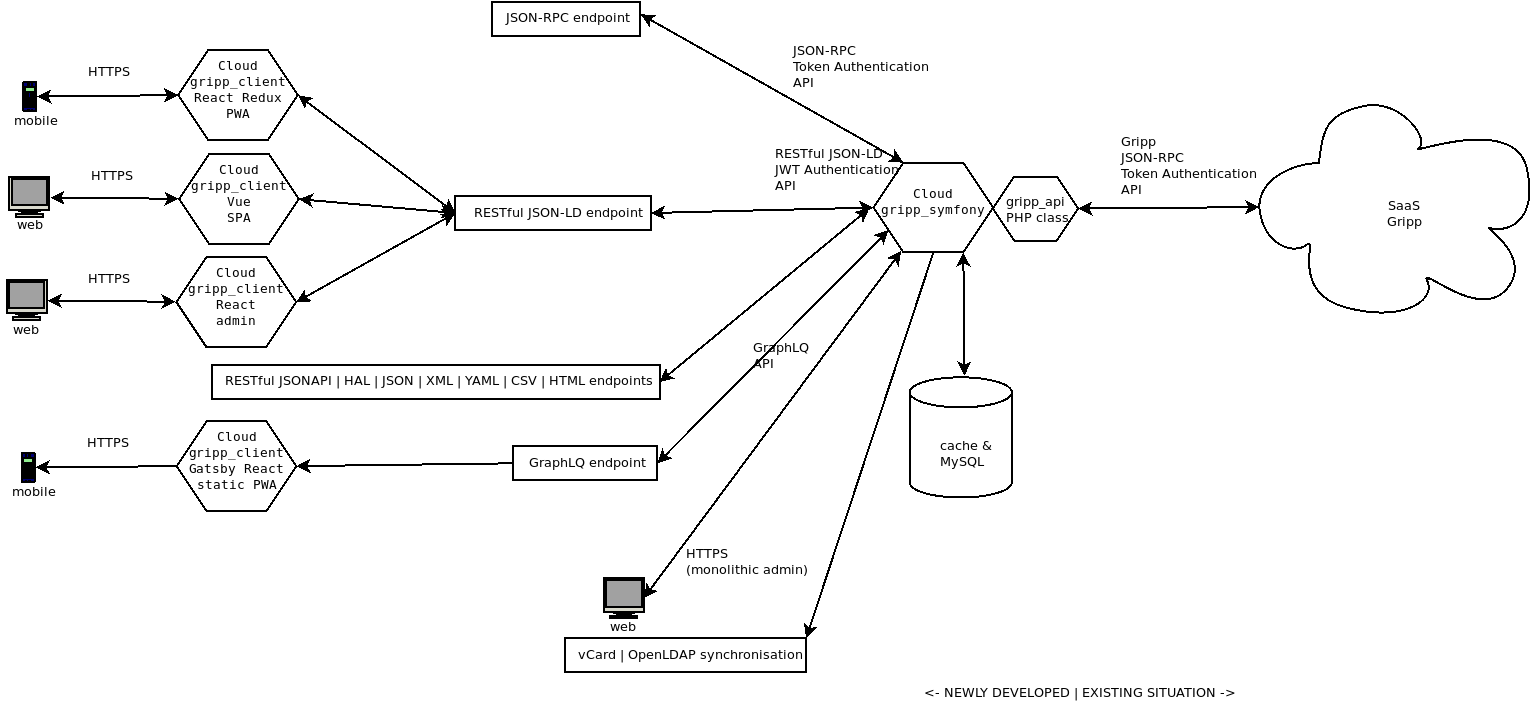 JSON-RPC endpoint
JSON-RPC
Token Authentication
API
HTTPS
mobile
Cloud
gripp_client
React Redux
PWA
HTTPS
web
Cloud
gripp_client
Vue
SPA
HTTPS
web
Cloud
gripp_client
React
admin
RESTful JSON-LD endpoint
RESTful JSON-LD
JWT Authentication
API
Cloud
gripp_symfony
gripp_api
PHP class
Gripp
JSON-RPC
Token Authentication
API
SaaS
Gripp
RESTful JSONAPI | HAL | JSON | XML | YAML | CSV | HTML endpoints
GraphLQ
API
HTTPS
mobile
Cloud
gripp_client
Gatsby React
static PWA
GraphLQ endpoint
cache &
MySQL
HTTPS
(monolithic admin)
web
vCard | OpenLDAP synchronisation
<- NEWLY DEVELOPED | EXISTING SITUATION ->